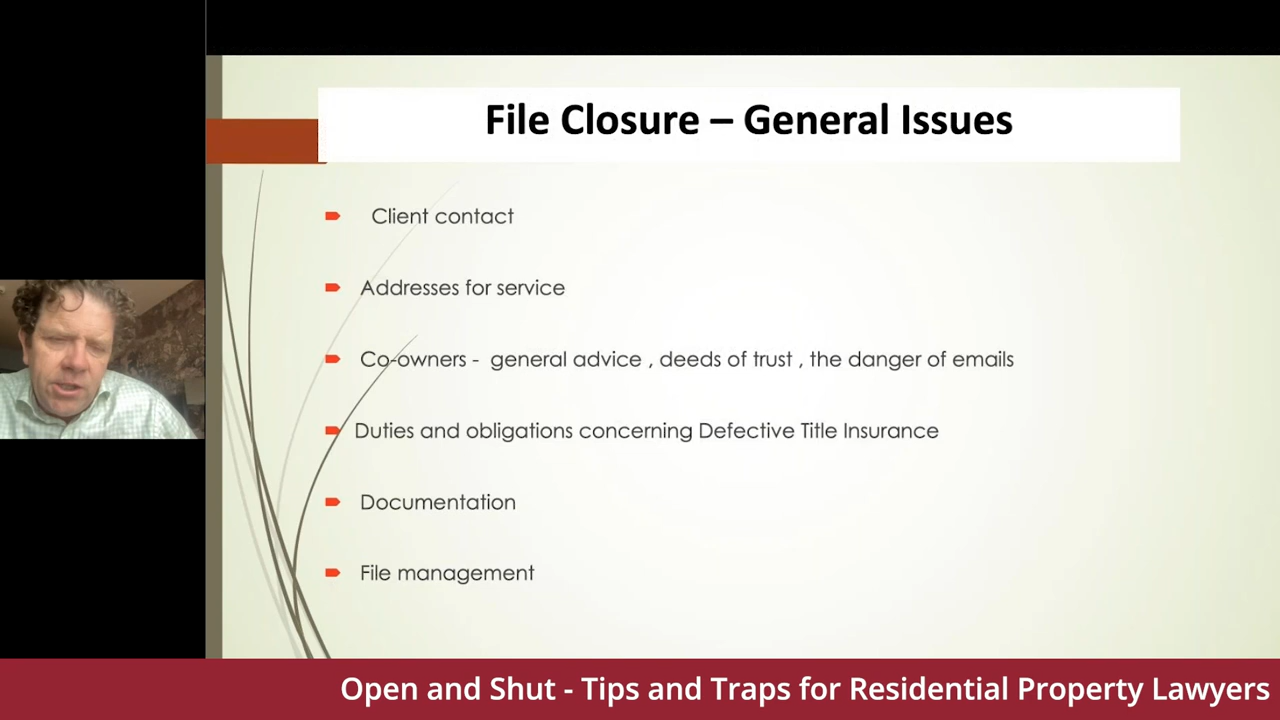 File Closure – General Issues
Client contact
Addresses for service
Co-owners - general advice , deeds of trust , the danger of emails
Duties and obligations concerning Defective Title Insurance
Documentation
File management
Open and Shut - Tips and Traps for Residential Property Lawyers